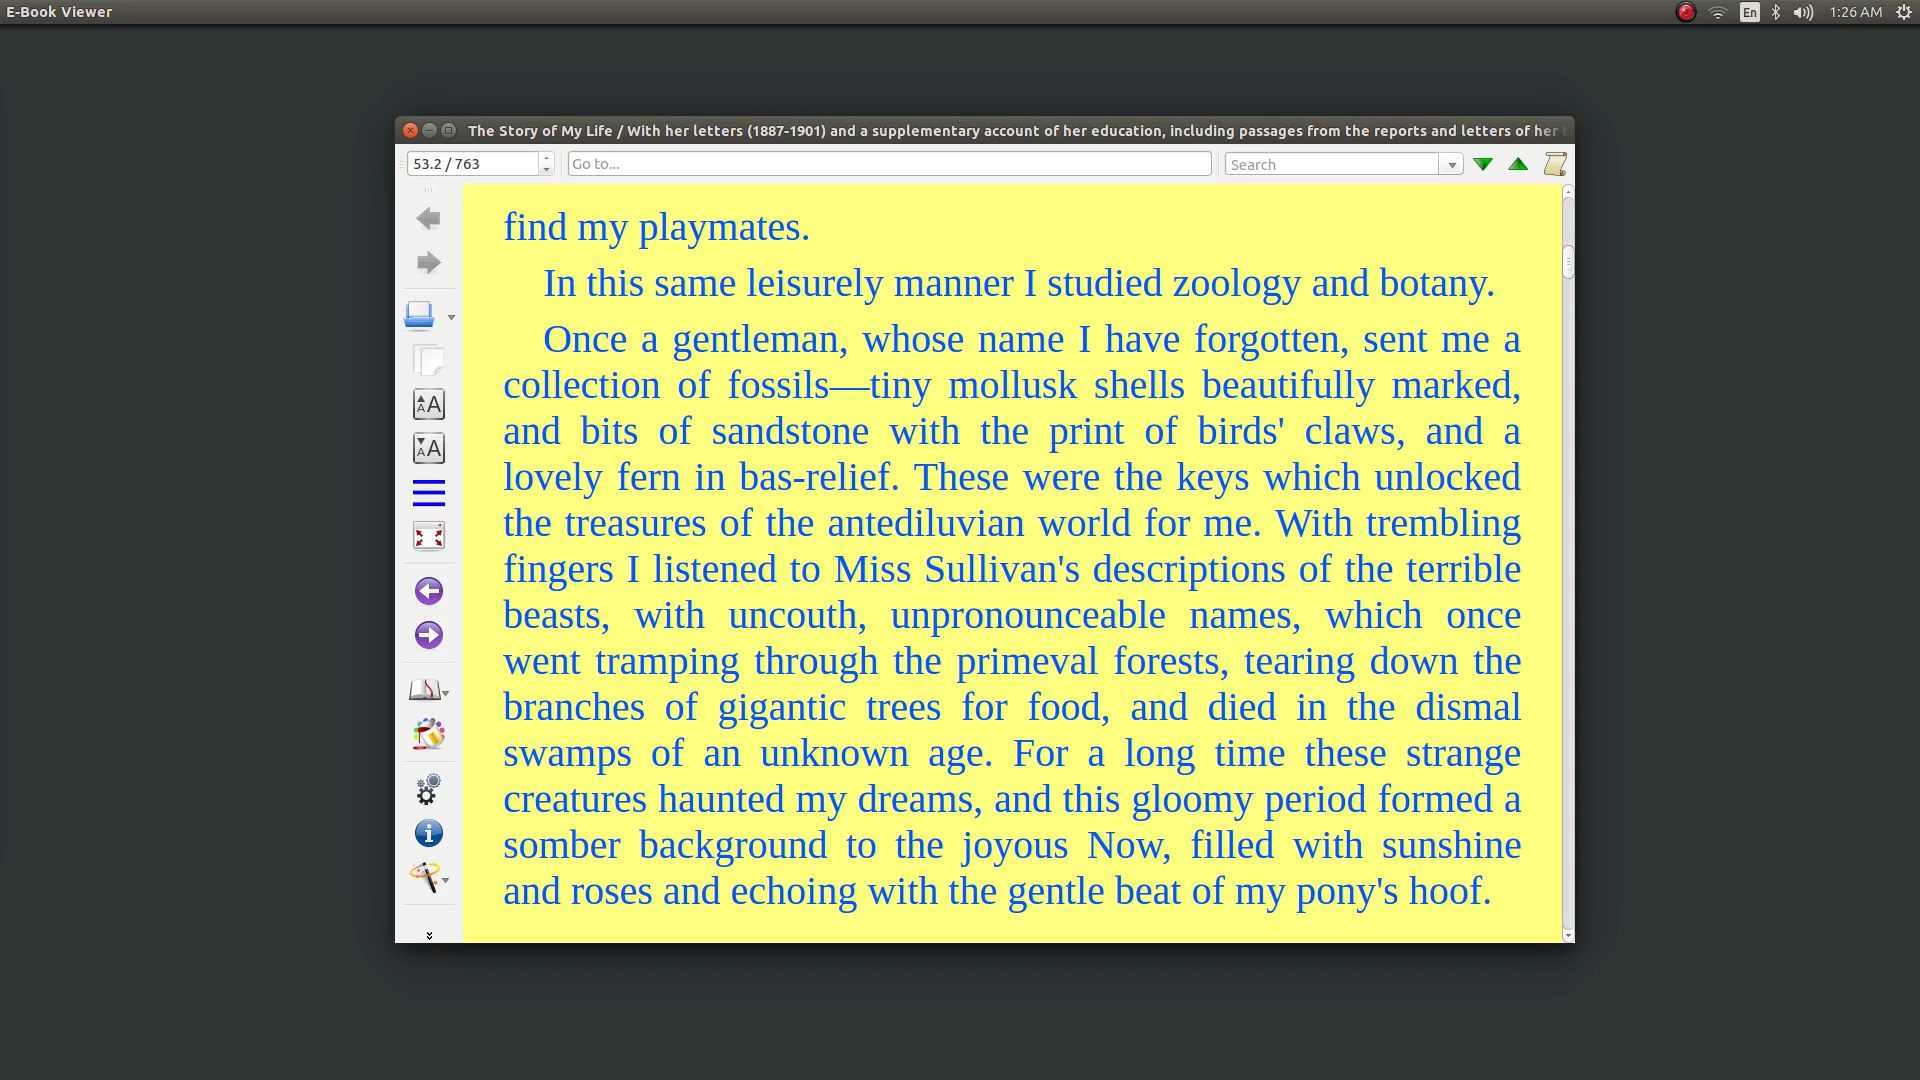 E-Book Viewer
En
1:26 AM
The Story of My Life / With her letters (1887-1901) and a supplementary account of her education, including passages from the reports and letters of her
53.2 / 763
Go to...
Search
find my playmates.
In this same leisurely manner I studied zoology and botany.
Once a gentleman, whose name I have forgotten, sent me a
collection of fossils—tiny mollusk shells beautifully marked,
and bits of sandstone with the print of birds' claws, and a
lovely fern in bas-relief. These were the keys which unlocked
the treasures of the antediluvian world for me. With trembling
fingers I listened to Miss Sullivan's descriptions of the terrible
beasts, with uncouth, unpronounceable names, which once
went tramping through the primeval forests, tearing down the
branches of gigantic trees for food, and died in the dismal
swamps of an unknown age. For a long time these strange
creatures haunted my dreams, and this gloomy period formed a
somber background to the joyous Now, filled with sunshine
and roses and echoing with the gentle beat of my pony's hoof.